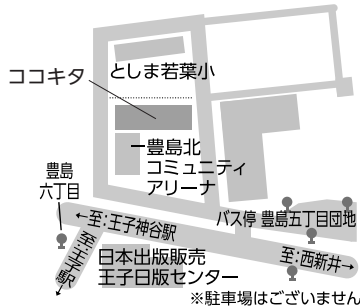 としま若葉小
ココキタ
豊島北
コミュニティ
アリーナ
豊島
六丁目
バス停 豊島五丁目団地
←至:王子神谷駅
至:王子駅→
至:西新井→
日本出版販売
王子日販センター
※駐車場はございません